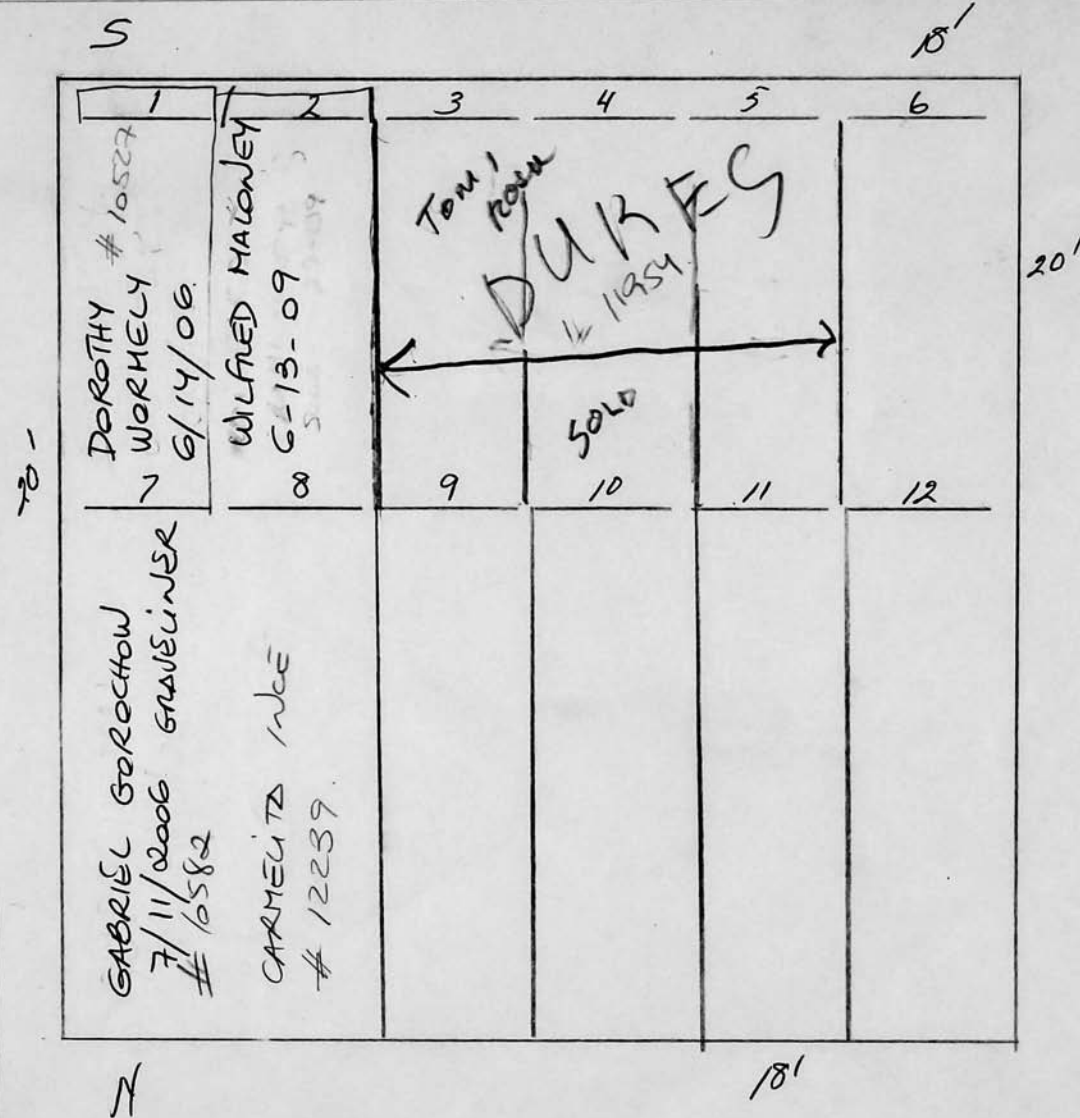 S
18'
1
2
3
4
5
6
DOROTHY # 10527
WORMELY
6/14/06
WILFRED MALONEY
6-13-09
TOM &
DURES
# 11954
SOLD
20'
20
7
8
9
10
11
12
GABRIEL GOROCHOW
7/11/2006 GRAVELINER
# 10582
CARMELITA INCE
# 12239
N
18'